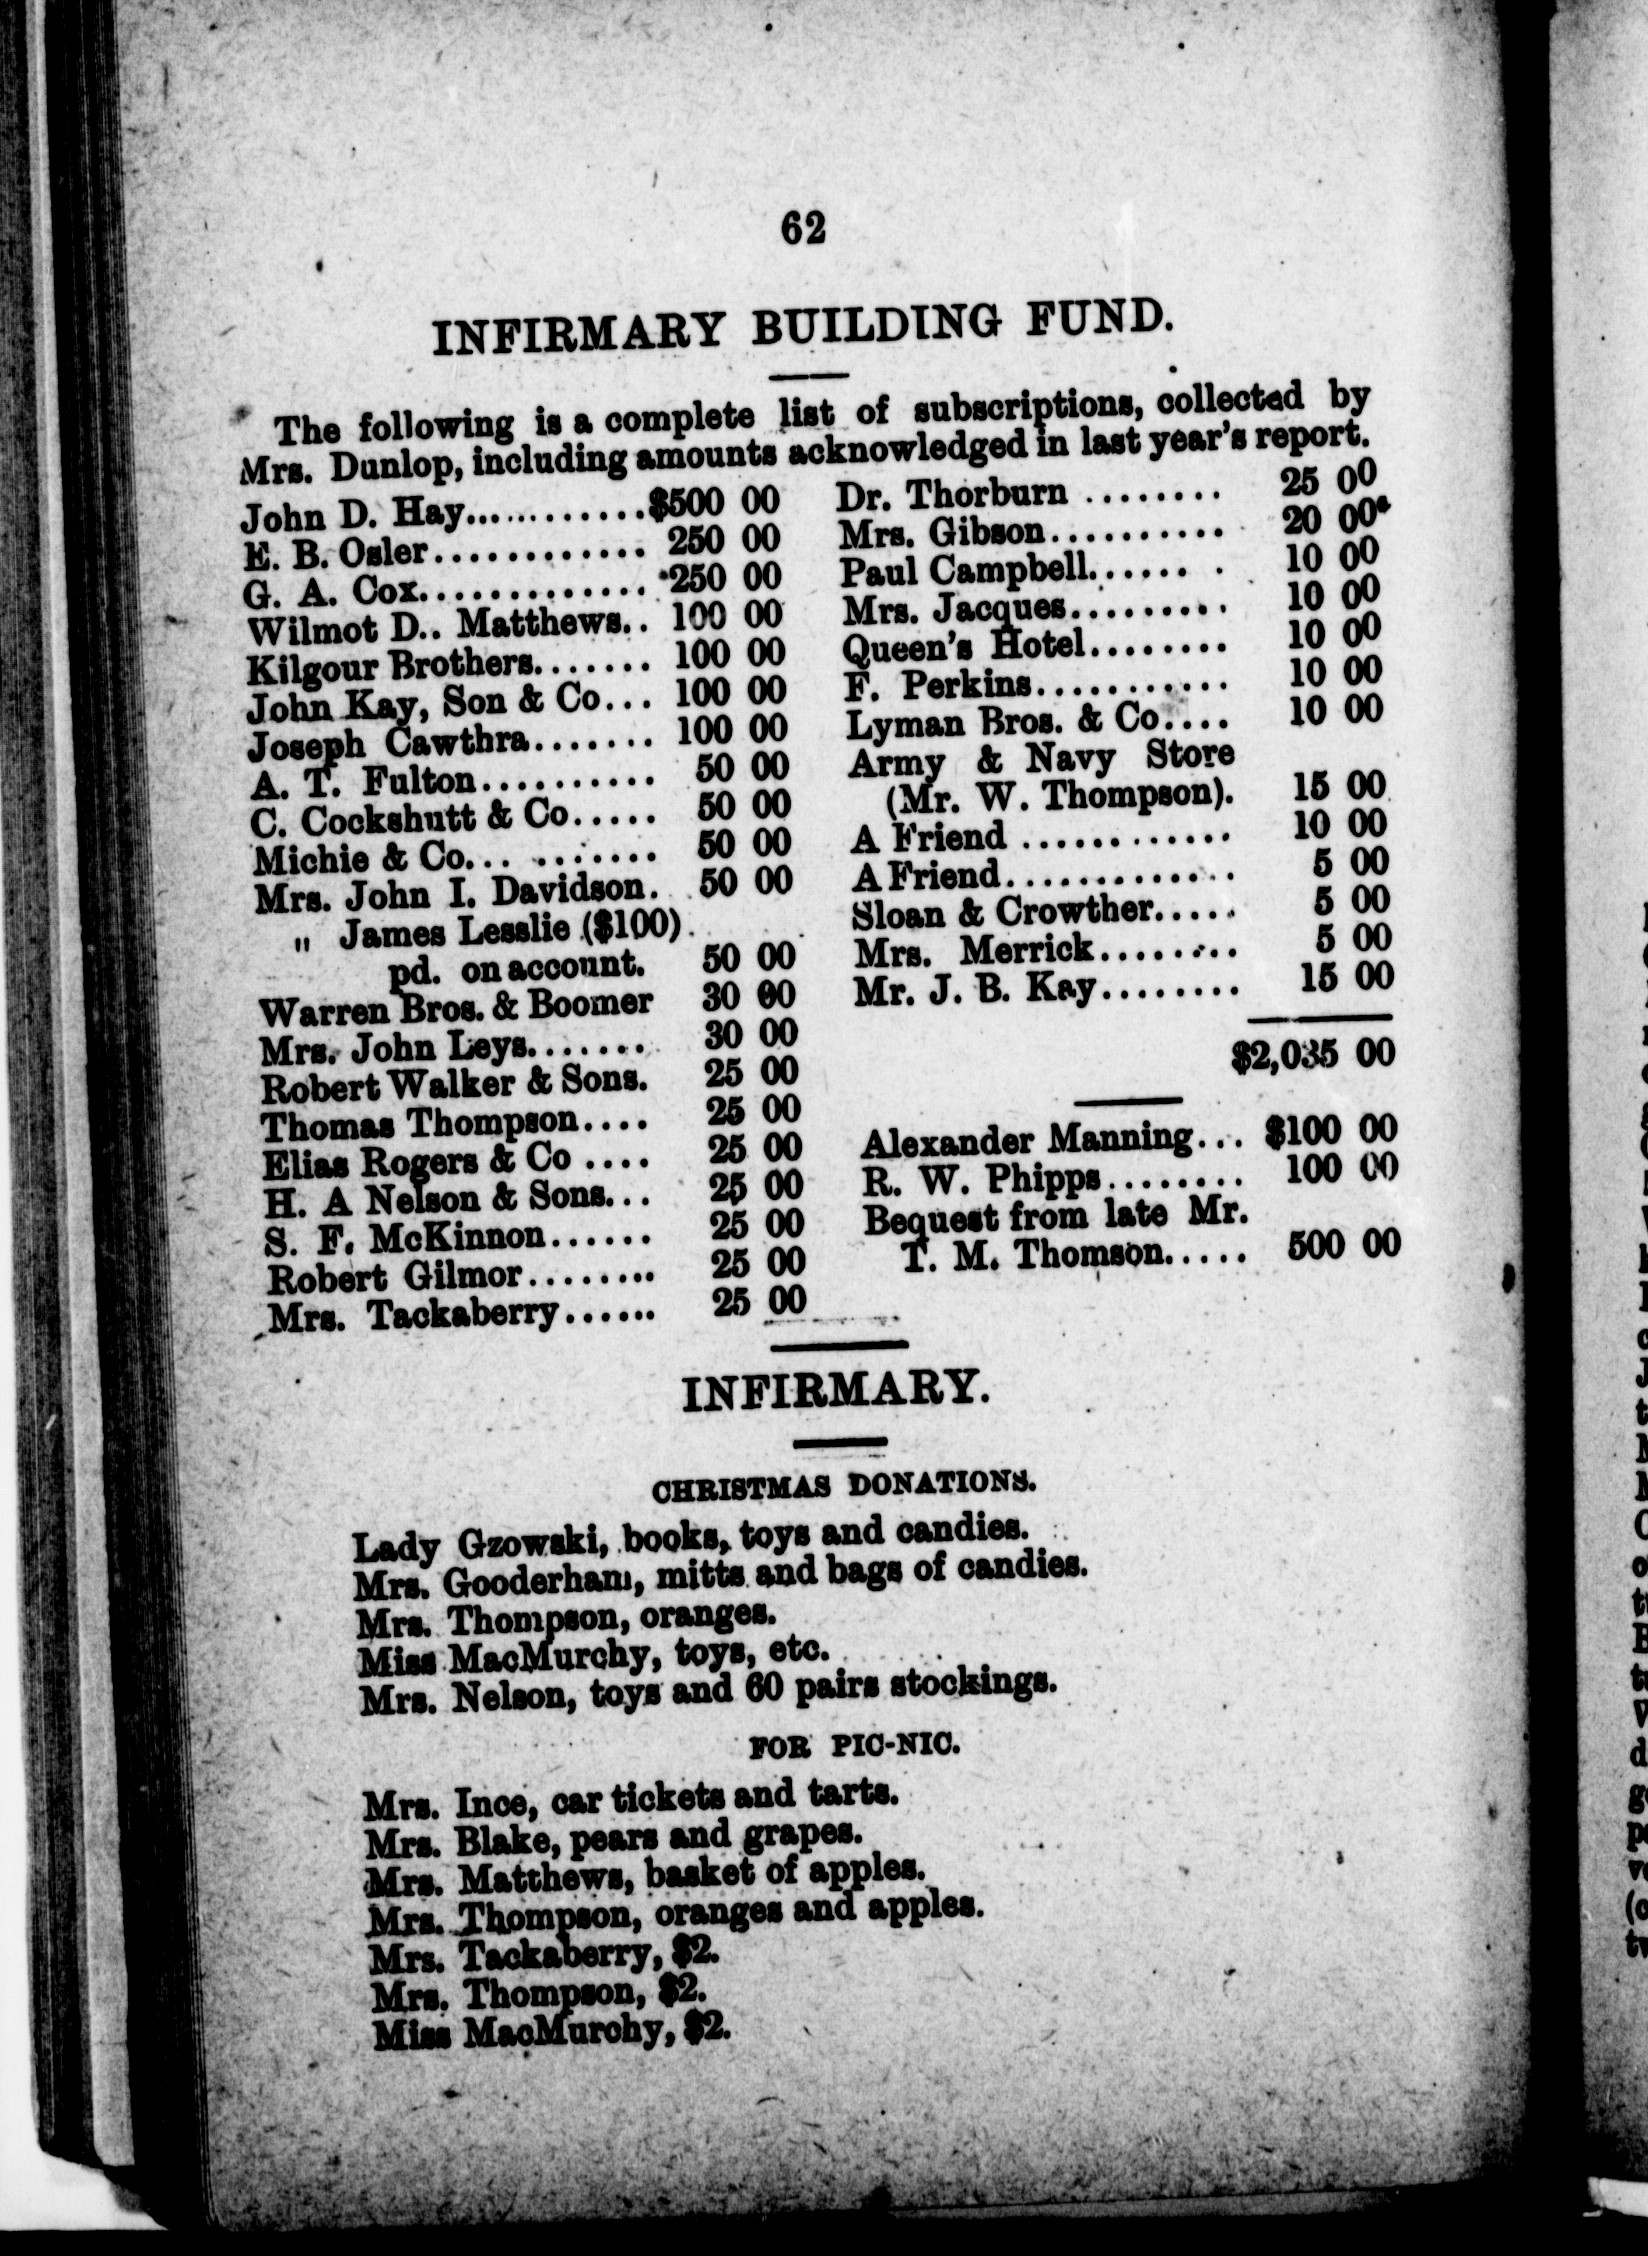 62
INFIRMARY BUILDING FUND.
The following is a complete list of subscriptions, collected by
Mrs. Dunlop, including amounts acknowledged in last year's report.
John D. Hay............$500 00
E. B. Osler............ 250 00
G. A. Cox............. 250 00
Wilmot D.. Matthews.. 100 00
Kilgour Brothers....... 100 00
John Kay, Son & Co... 100 00
Joseph Cawthra....... 100 00
A. T. Fulton.......... 50 00
C. Cockshutt & Co..... 50 00
Michie & Co... ....... 50 00
Mrs. John I. Davidson. 50 00
„ James Lesslie ($100).
pd. on account. 50 00
Warren Bros. & Boomer 30 00
Mrs. John Leys....... 30 00
Robert Walker & Sons. 25 00
Thomas Thompson.... 25 00
Elias Rogers & Co .... 25 00
H. A Nelson & Sons... 25 00
S. F. McKinnon...... 25 00
Robert Gilmor........ 25 00
Mrs. Tackaberry...... 25 00
Dr. Thorburn ........ 25 00
Mrs. Gibson.......... 20 00
Paul Campbell....... . 10 00
Mrs. Jacques......... 10 00
Queen's Hotel........ 10 00
F. Perkins........... 10 00
Lyman Bros. & Co.... 10 00
Army & Navy Store
(Mr. W. Thompson). 15 00
A Friend ............ 10 00
A Friend............. 5 00
Sloan & Crowther..... 5 00
Mrs. Merrick........ 5 00
Mr. J. B. Kay........ 15 00
$2,035 00
Alexander Manning... $100 00
R. W. Phipps........ 100 00
Bequest from late Mr.
T. M. Thomson..... 500 00
INFIRMARY.
CHRISTMAS DONATIONS.
Lady Gzowski, books, toys and candies.
Mrs. Gooderham, mitts and bags of candies.
Mrs. Thompson, oranges.
Miss MacMurchy, toys, etc.
Mrs. Nelson, toys and 60 pairs stockings.
FOR PIC-NIC.
Mrs. Ince, car tickets and tarts.
Mrs. Blake, pears and grapes.
Mrs. Matthews, basket of apples.
Mrs. Thompson, oranges and apples.
Mrs. Tackaberry, $2.
Mrs. Thompson, $2.
Miss MacMurchy, $2.